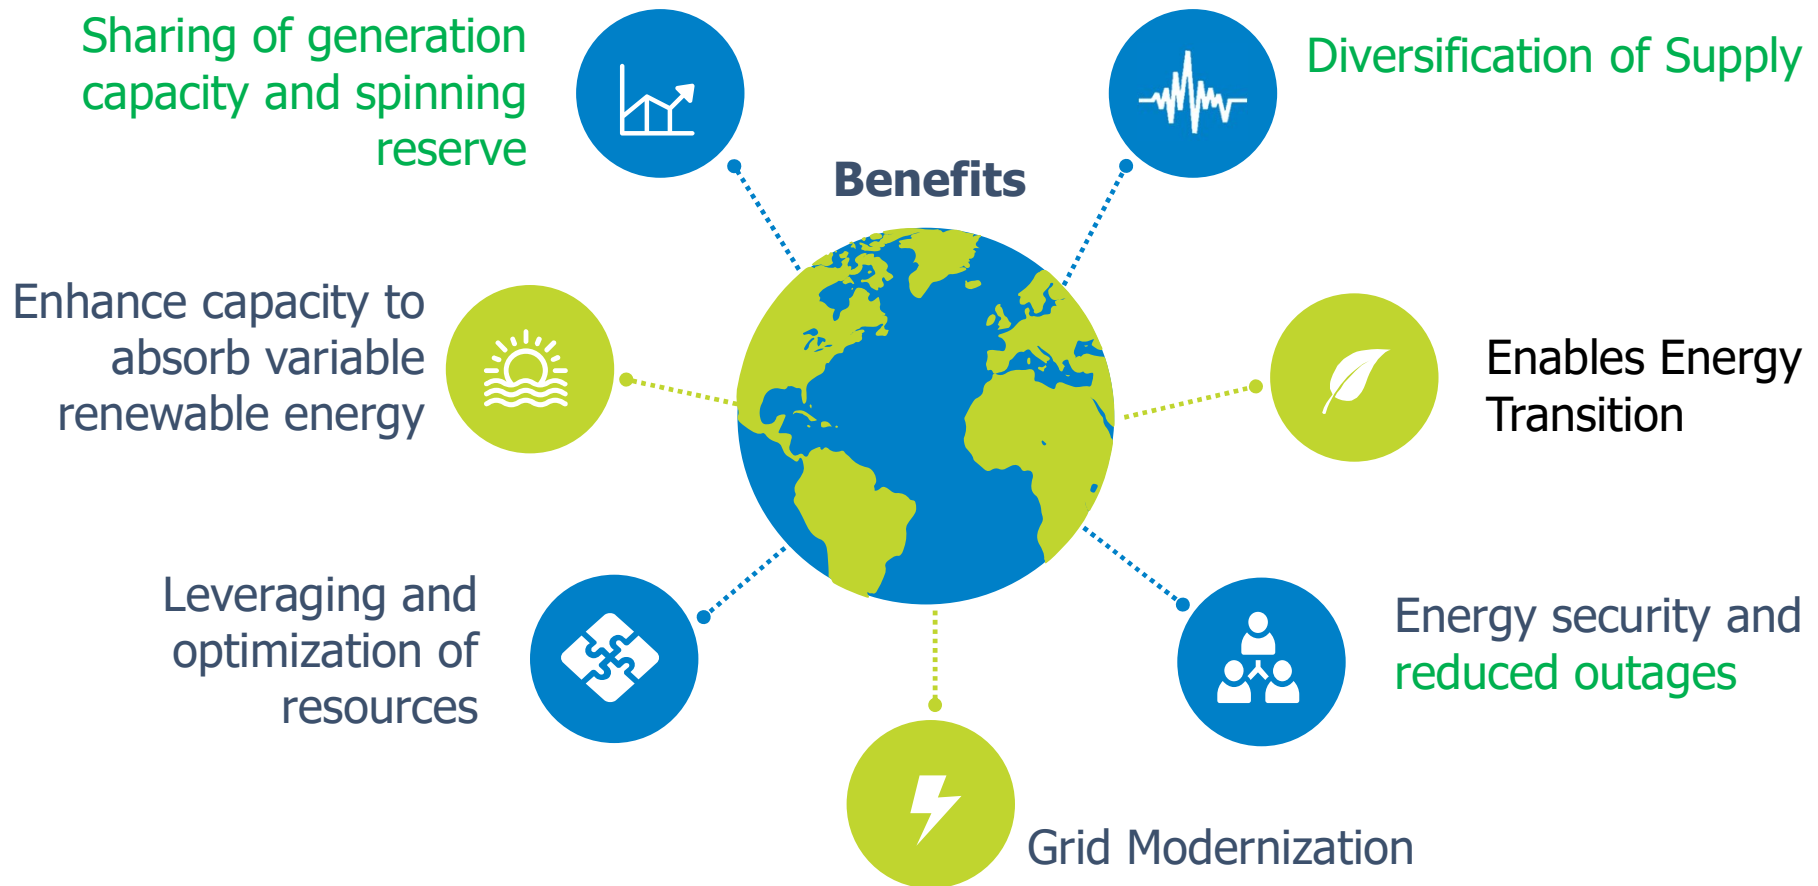 Sharing of generation
capacity and spinning
reserve
Diversification of Supply
Benefits
Enhance capacity to
absorb variable
renewable energy
Enables Energy
Transition
Leveraging and
optimization of
resources
Energy security and
reduced outages
Grid Modernization